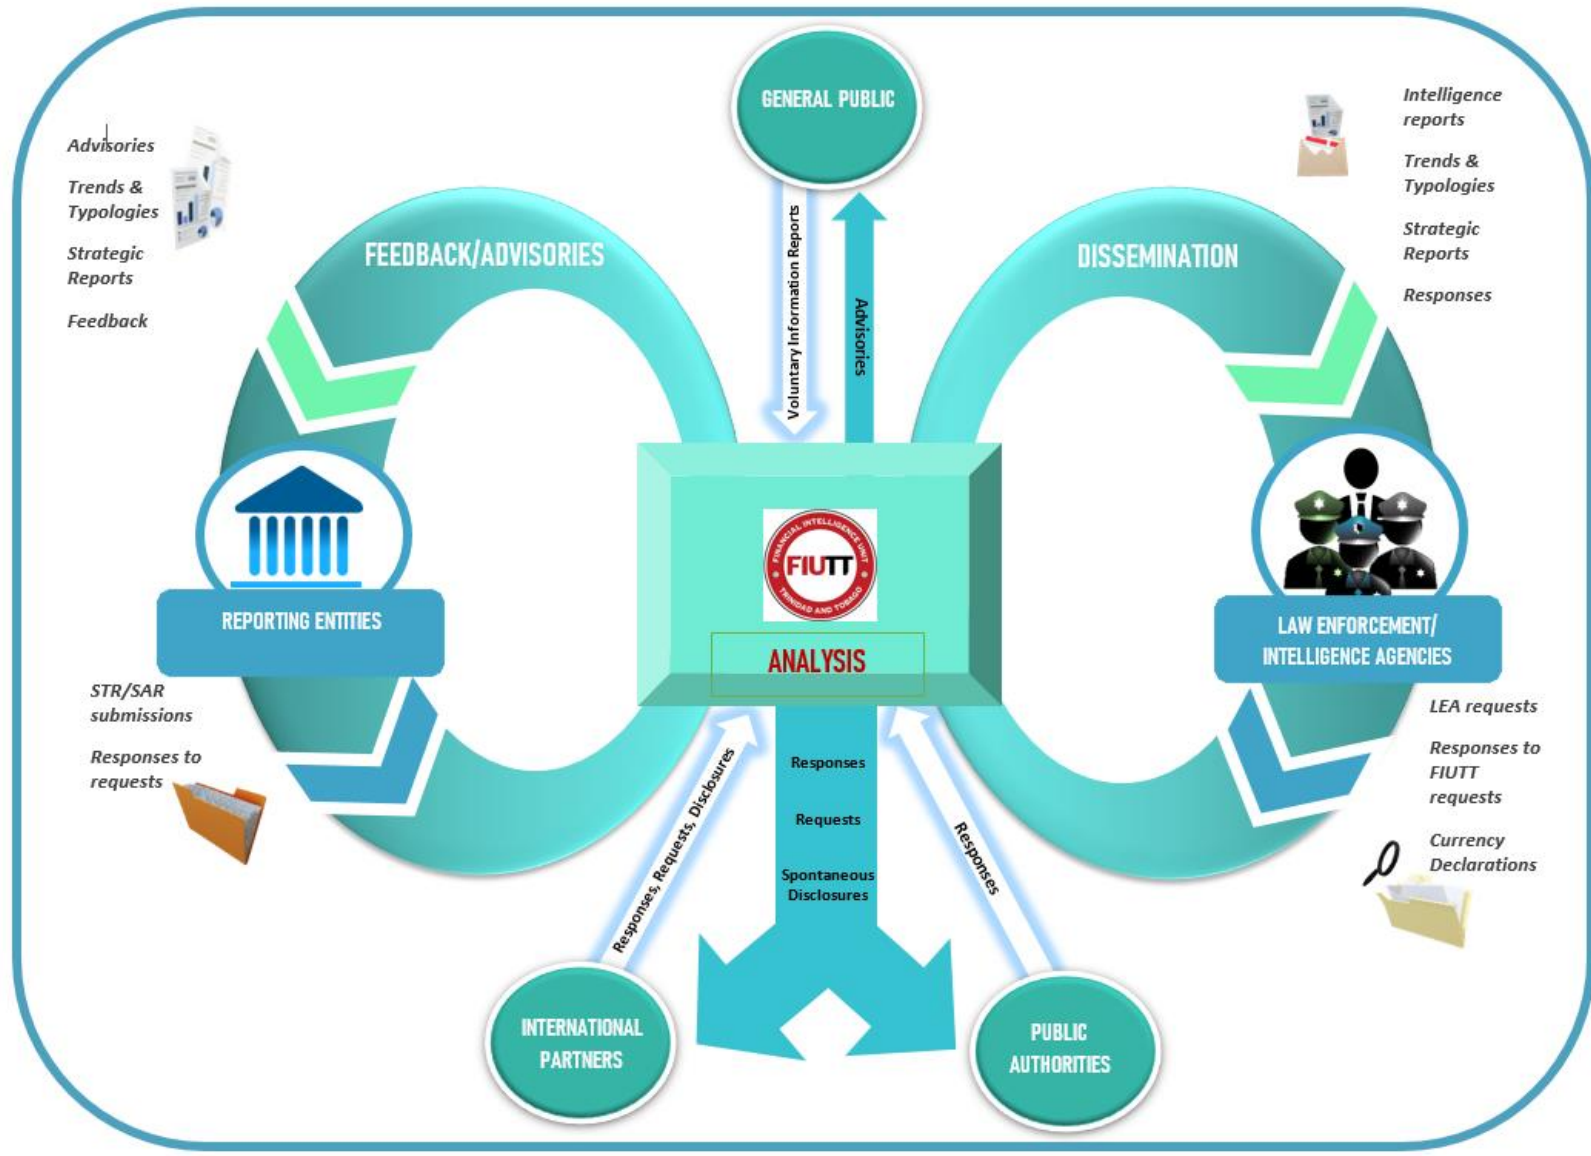 GENERAL PUBLIC
Advisories
Trends &
Typologies
Strategic
Reports
Feedback
Intelligence
reports
Trends &
Typologies
Strategic
Reports
Responses
FEEDBACK/ADVISORIES
DISSEMINATION
Voluntary Information Reports
Advisories
FINANCIAL INTELLIGENCE UNIT
FIUTT
TRINIDAD AND TOBAGO
ANALYSIS
REPORTING ENTITIES
LAW ENFORCEMENT/
INTELLIGENCE AGENCIES
STR/SAR
submissions
Responses to
requests
LEA requests
Responses to
FIUTT
requests
Currency
Declarations
Responses, Requests, Disclosures
Responses
Requests
Spontaneous
Disclosures
Responses
INTERNATIONAL
PARTNERS
PUBLIC
AUTHORITIES